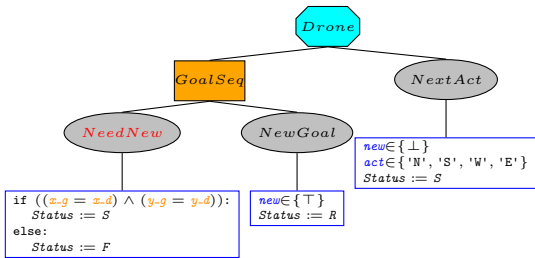 Drone
GoalSeq
NextAct
NeedNew
NewGoal
new∈{⊥}
act∈{'N', 'S', 'W', 'E'}
Status := S
if ((x_g = x_d) ∧ (y_g = y_d)):
Status := S
else:
Status := F
new∈{⊤}
Status := R